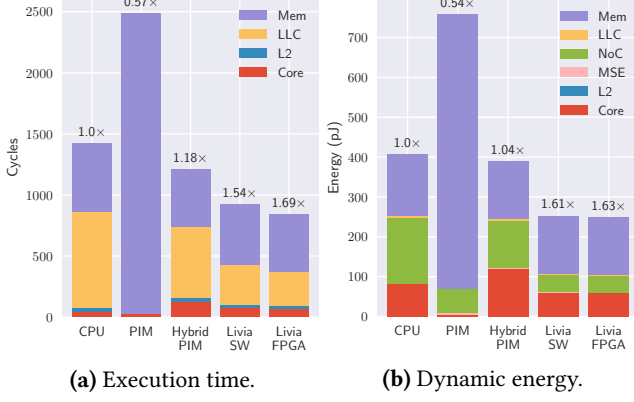 0.57×
2500
2000
1500
1000
500
0
Cycles
Mem
LLC
L2
Core
1.0×
1.18×
1.54×
1.69×
CPU
PIM
Hybrid
PIM
Livia
SW
Livia
FPGA
(a) Execution time.
0.54×
700
600
500
400
300
200
100
0
Energy (pJ)
Mem
LLC
NoC
MSE
L2
Core
1.0×
1.04×
1.61×
1.63×
CPU
PIM
Hybrid
PIM
Livia
SW
Livia
FPGA
(b) Dynamic energy.